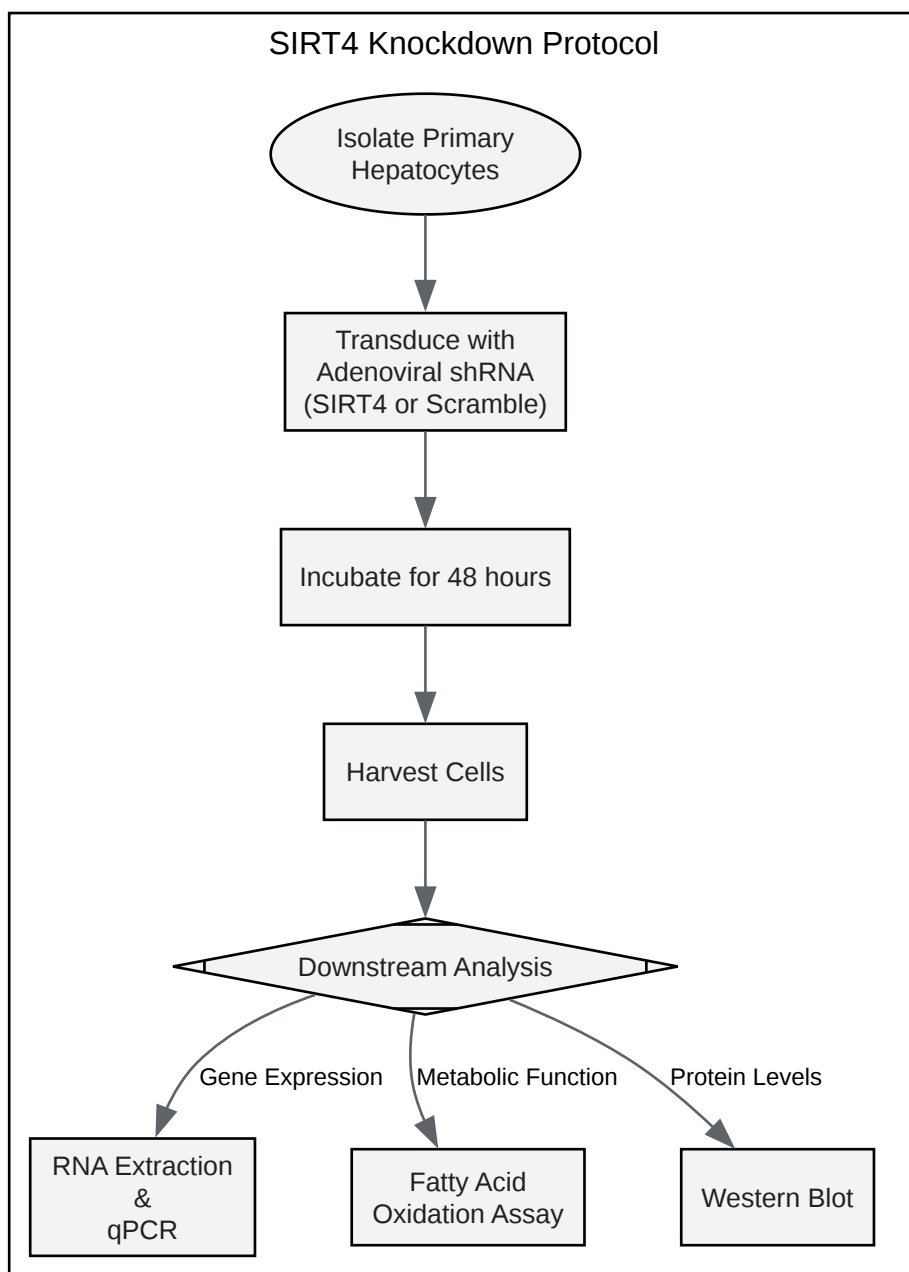 SIRT4 Knockdown Protocol
Isolate Primary
Hepatocytes
Transduce with
Adenoviral shRNA
(SIRT4 or Scramble)
Incubate for 48 hours
Harvest Cells
Downstream Analysis
Gene Expression
Metabolic Function
Protein Levels
RNA Extraction
&
qPCR
Fatty Acid
Oxidation Assay
Western Blot